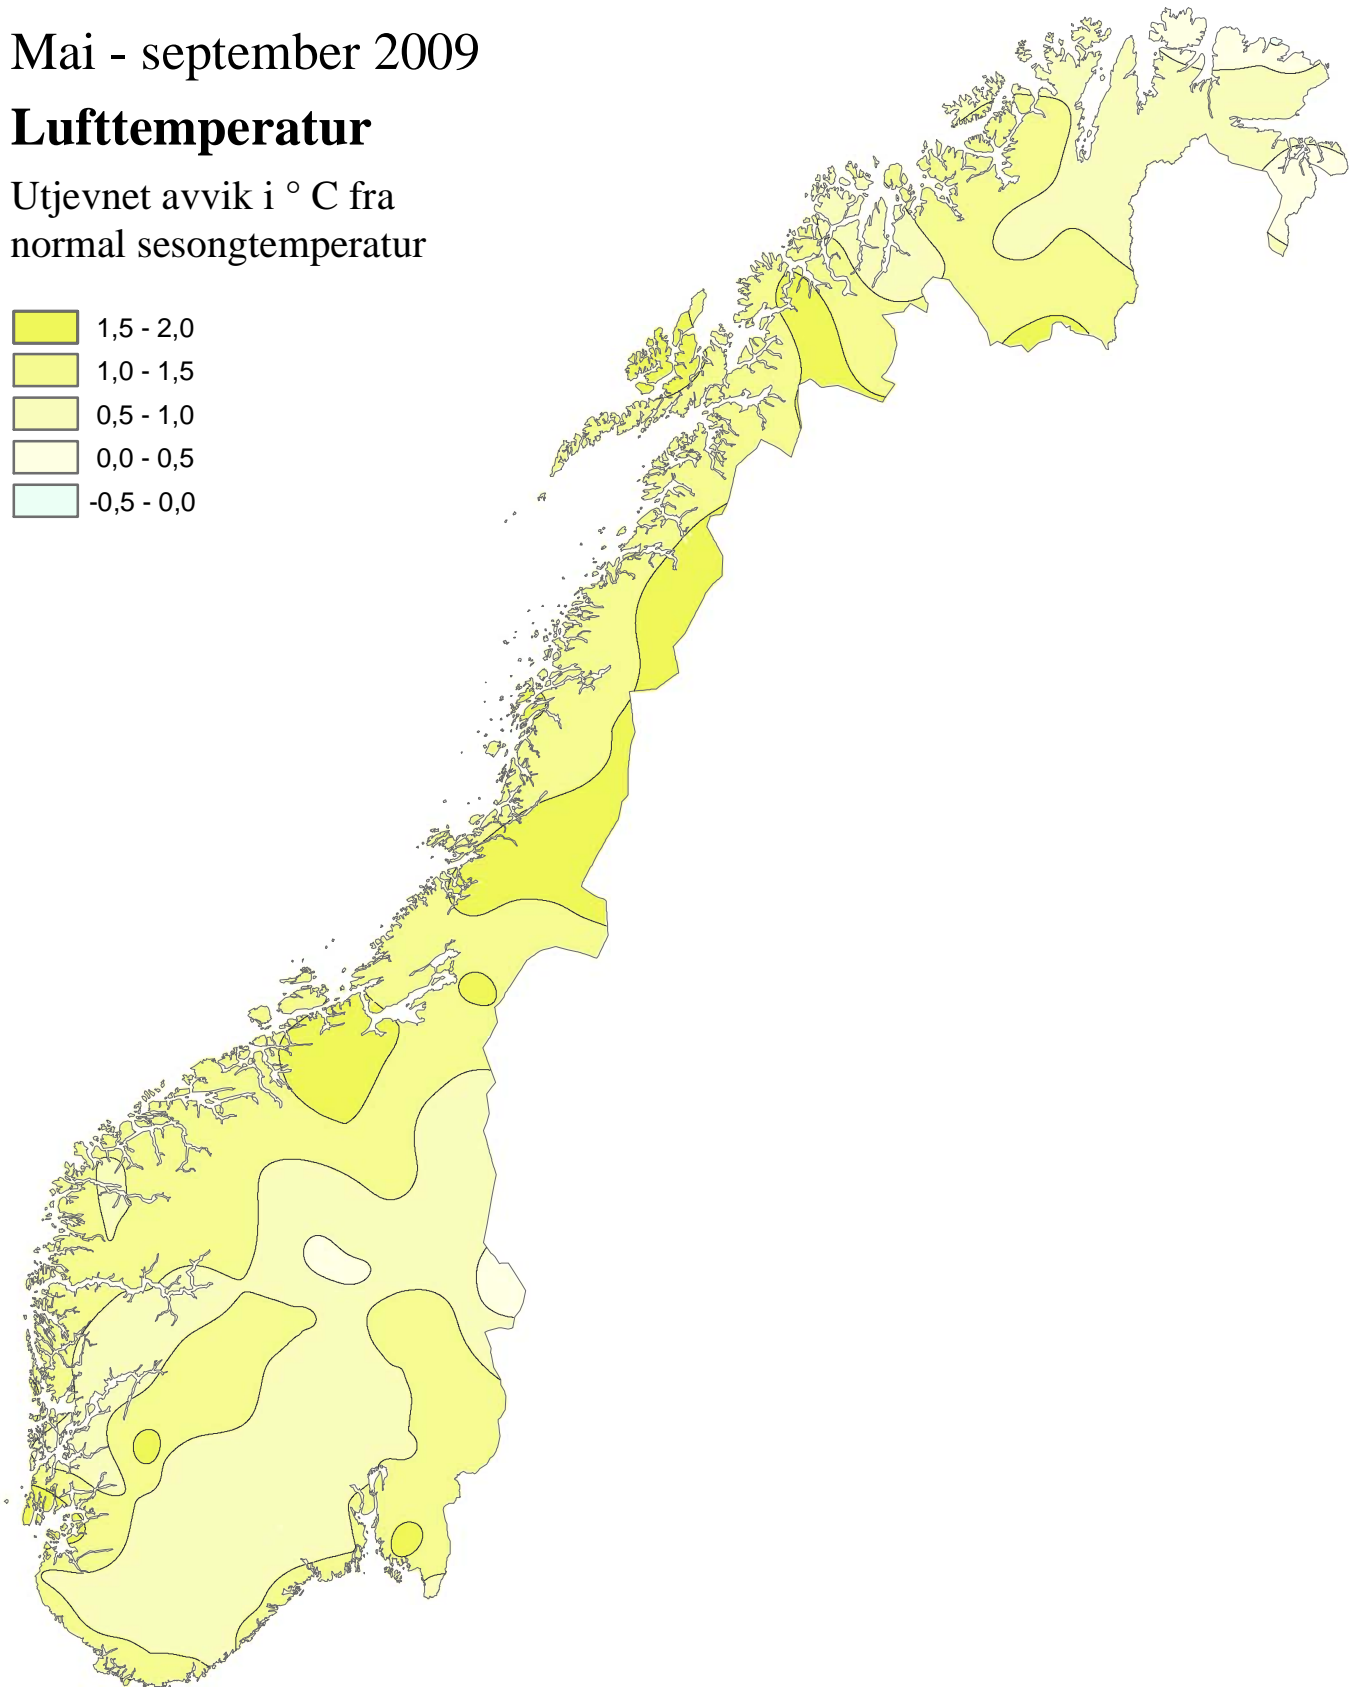 Mai - september 2009
Lufttemperatur
Utjevnet avvik i ° C fra
normal sesongtemperatur
1,5 - 2,0
1,0 - 1,5
0,5 - 1,0
0,0 - 0,5
-0,5 - 0,0